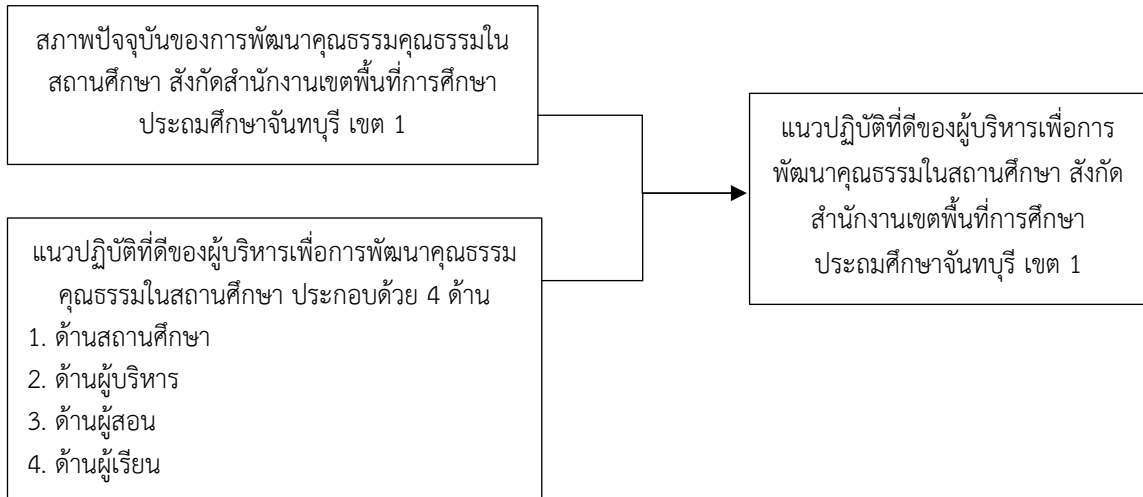 สภาพปัจจุบันของการพัฒนาคุณธรรมคุณธรรมใน
สถานศึกษา สังกัดสำนักงานเขตพื้นที่การศึกษา
ประถมศึกษาจันทบุรี เขต 1
แนวปฏิบัติที่ดีของผู้บริหารเพื่อการพัฒนาคุณธรรม
คุณธรรมในสถานศึกษา ประกอบด้วย 4 ด้าน
1. ด้านสถานศึกษา
2. ด้านผู้บริหาร
3. ด้านผู้สอน
4. ด้านผู้เรียน
แนวปฏิบัติที่ดีของผู้บริหารเพื่อการ
พัฒนาคุณธรรมในสถานศึกษา สังกัด
สำนักงานเขตพื้นที่การศึกษา
ประถมศึกษาจันทบุรี เขต 1